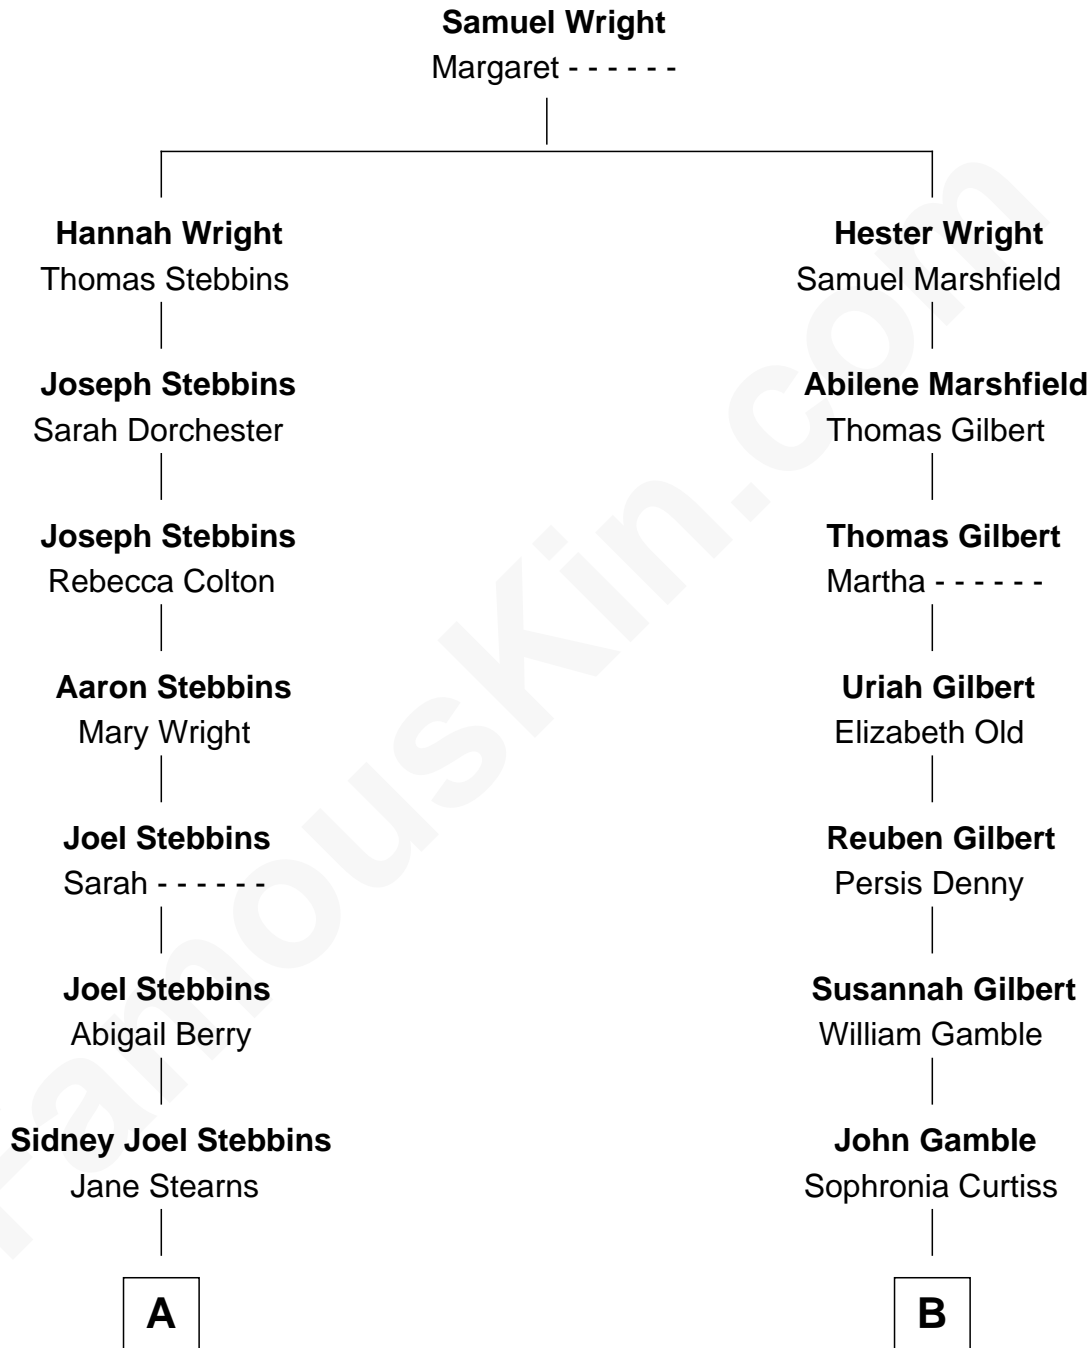 Samuel Wright
Margaret - - - - - -
Hannah Wright
Thomas Stebbins
Joseph Stebbins
Sarah Dorchester
Joseph Stebbins
Rebecca Colton
Aaron Stebbins
Mary Wright
Joel Stebbins
Sarah - - - - - -
Joel Stebbins
Abigail Berry
Sidney Joel Stebbins
Jane Stearns
A
Hester Wright
Samuel Marshfield
Abilene Marshfield
Thomas Gilbert
Thomas Gilbert
Martha - - - - - -
Uriah Gilbert
Elizabeth Old
Reuben Gilbert
Persis Denny
Susannah Gilbert
William Gamble
John Gamble
Sophronia Curtiss
B
FamousKin.com